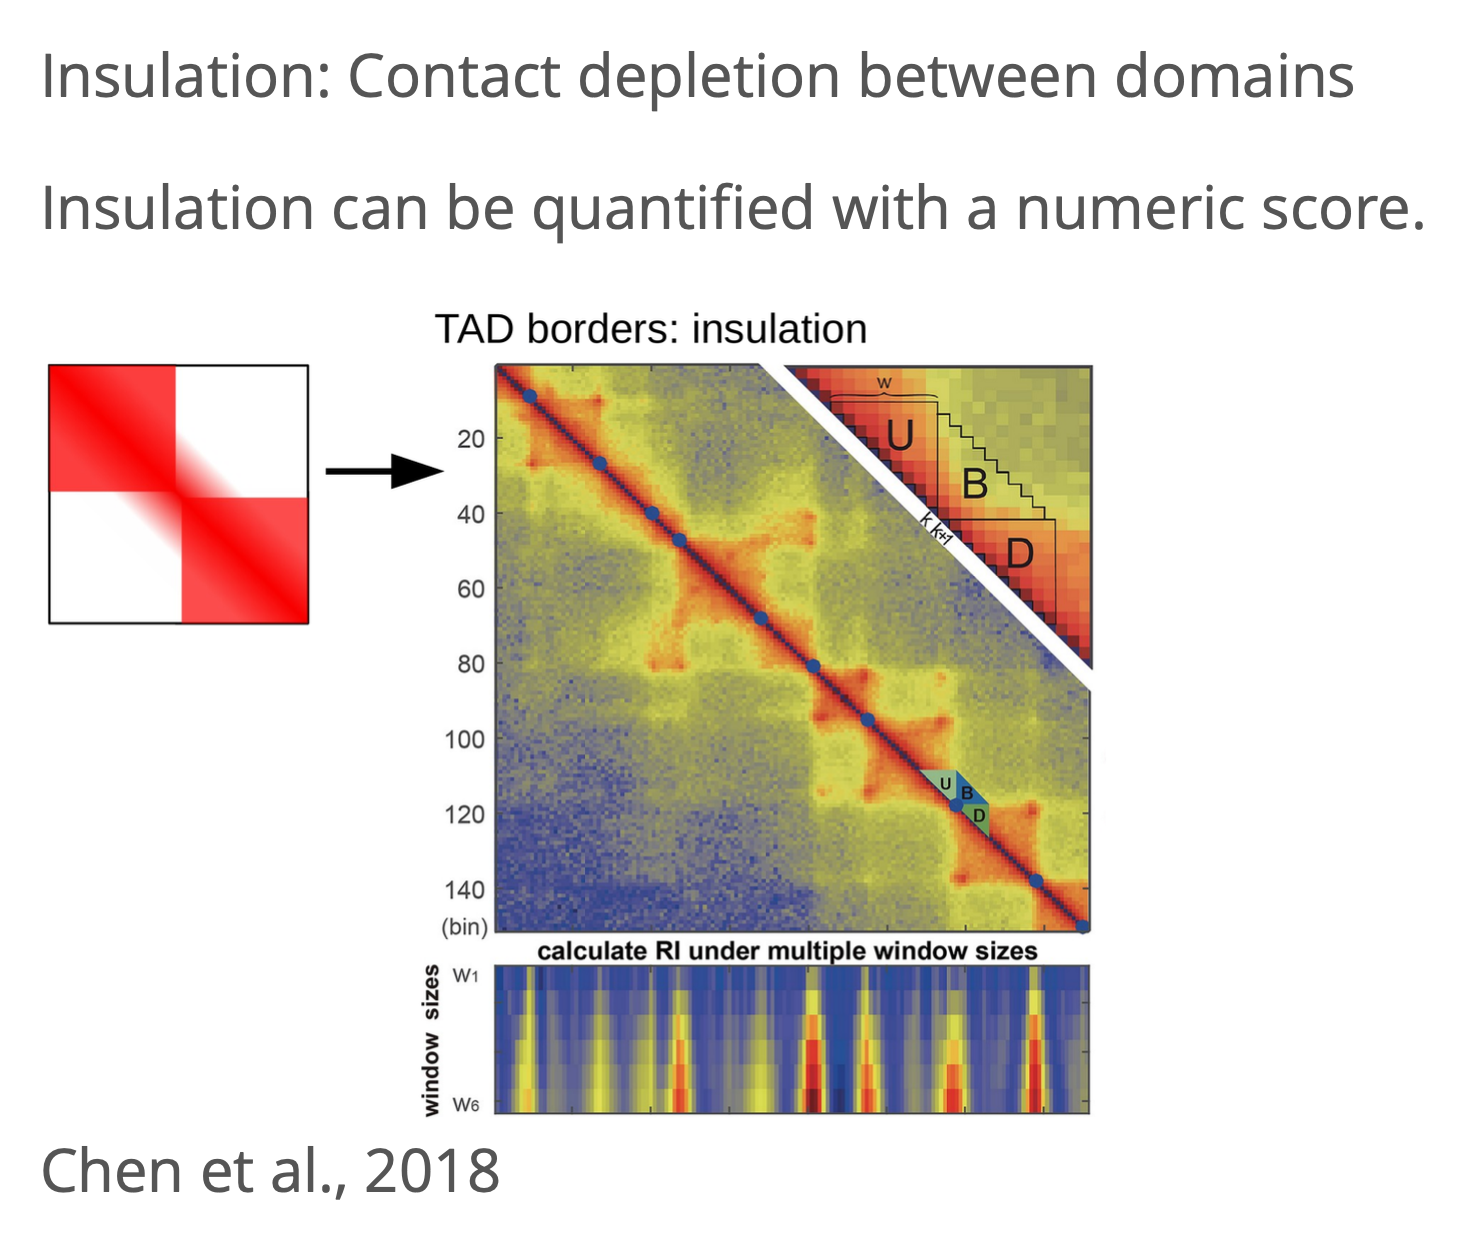 Insulation: Contact depletion between domains
Insulation can be quantified with a numeric score.
TAD borders: insulation
w
U
B
D
k k+1
20
40
60
80
100
120
140
(bin)
U
B
D
calculate RI under multiple window sizes
window sizes
W1
W6
Chen et al., 2018